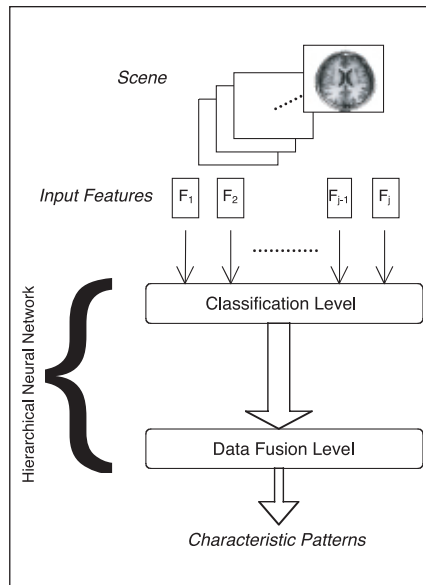 Scene
Input Features
F1 F2 Fj-1 Fj
Classification Level
Hierarchical Neural Network
Data Fusion Level
Characteristic Patterns